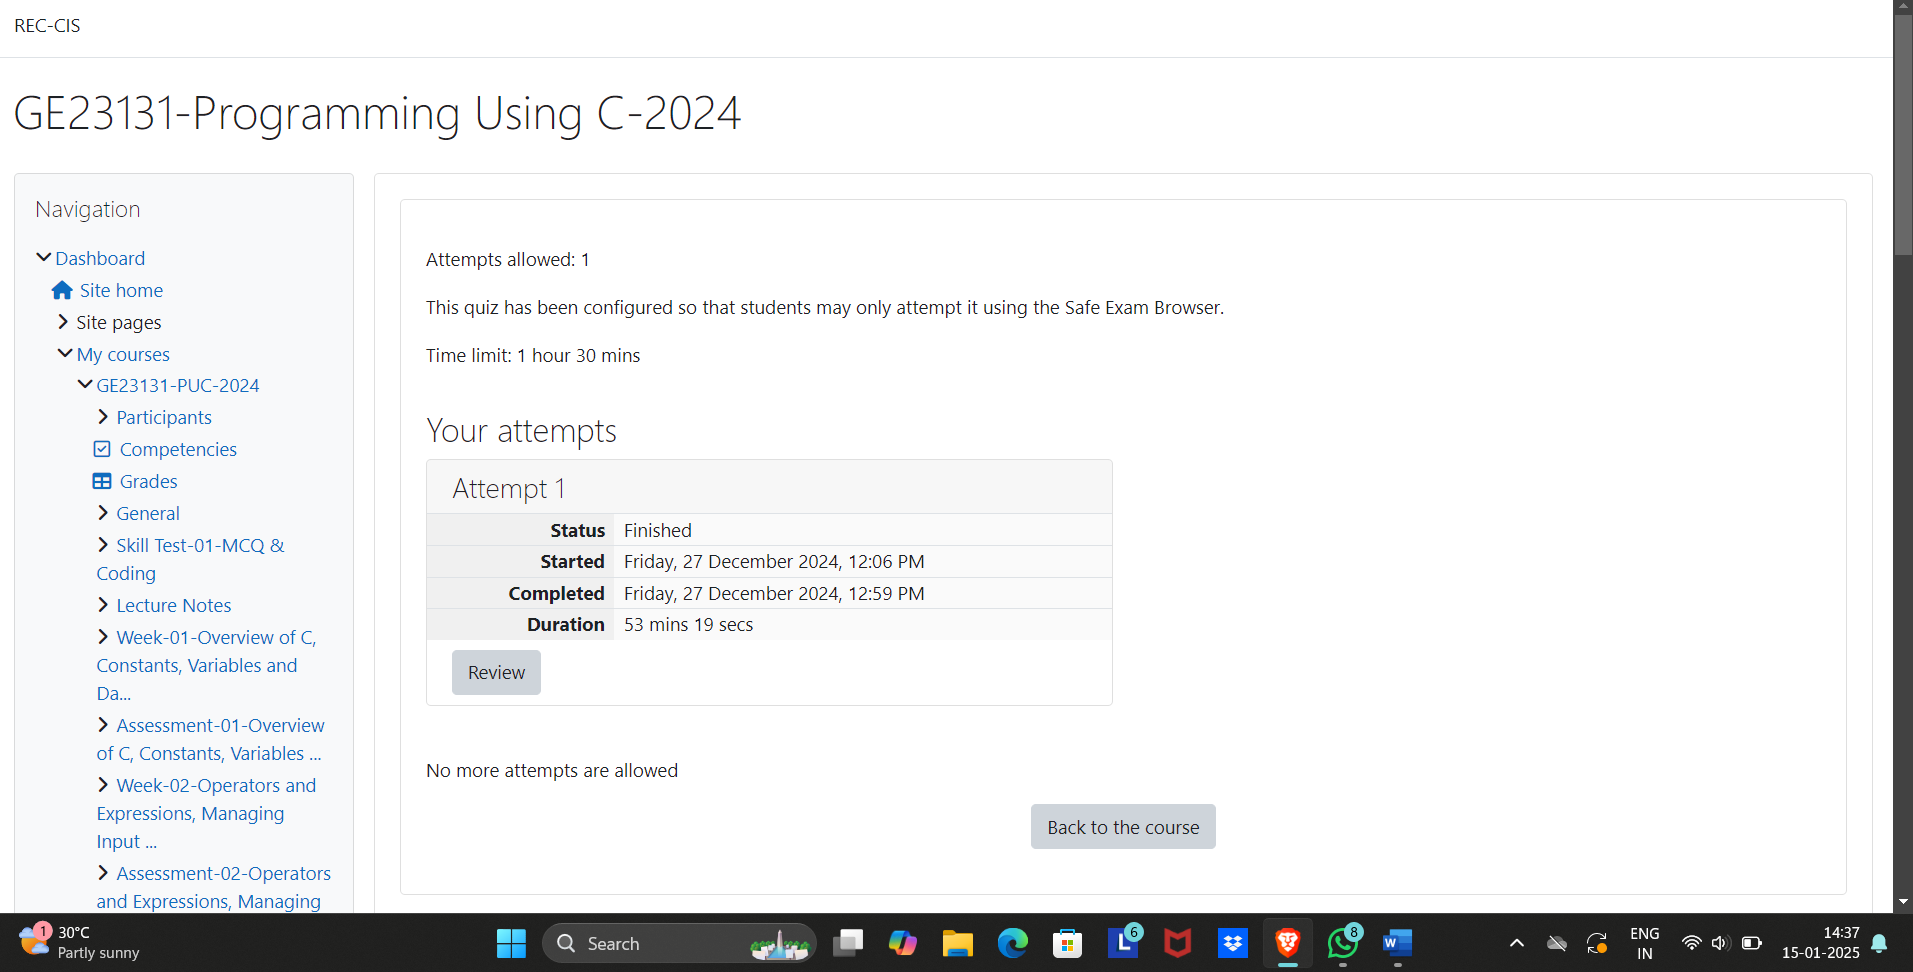 REC-CIS
GE23131-Programming Using C-2024
Navigation
Dashboard
Site home
Site pages
My courses
GE23131-PUC-2024
Participants
Competencies
Grades
General
Skill Test-01-MCQ &
Coding
Lecture Notes
Week-01-Overview of C,
Constants, Variables and
Da...
Assessment-01-Overview
of C, Constants, Variables ...
Week-02-Operators and
Expressions, Managing
Input ...
Assessment-02-Operators
and Expressions, Managing
Attempts allowed: 1
This quiz has been configured so that students may only attempt it using the Safe Exam Browser.
Time limit: 1 hour 30 mins
Your attempts
Attempt 1
Status Finished
Started Friday, 27 December 2024, 12:06 PM
Completed Friday, 27 December 2024, 12:59 PM
Duration 53 mins 19 secs
Review
No more attempts are allowed
Back to the course
1
30°C
Partly sunny
Search
L
6
8
W
ENG
IN
14:37
15-01-2025